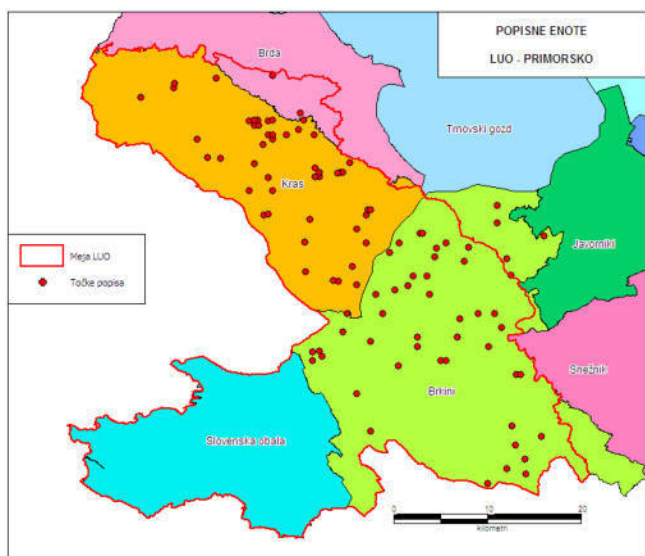 POPISNE ENOTE
LUO - PRIMORSKO
Brda
Trnovski gozd
Kras
Javorniki
Meja LUO
Točke popisa
Snežnik
Brkini
Slovenska obala
0 10 20
kilometri